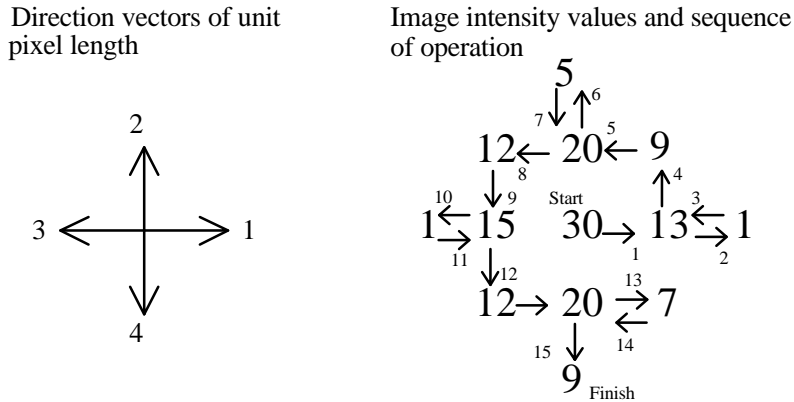 Direction vectors of unit
pixel length
2
3 1
4
Image intensity values and sequence
of operation
5
7 6
12 20 5 9
8 4
10 9 Start 3
1 15 30 13 1
11 1 2
12 13
12 20 7
15 14
9 Finish